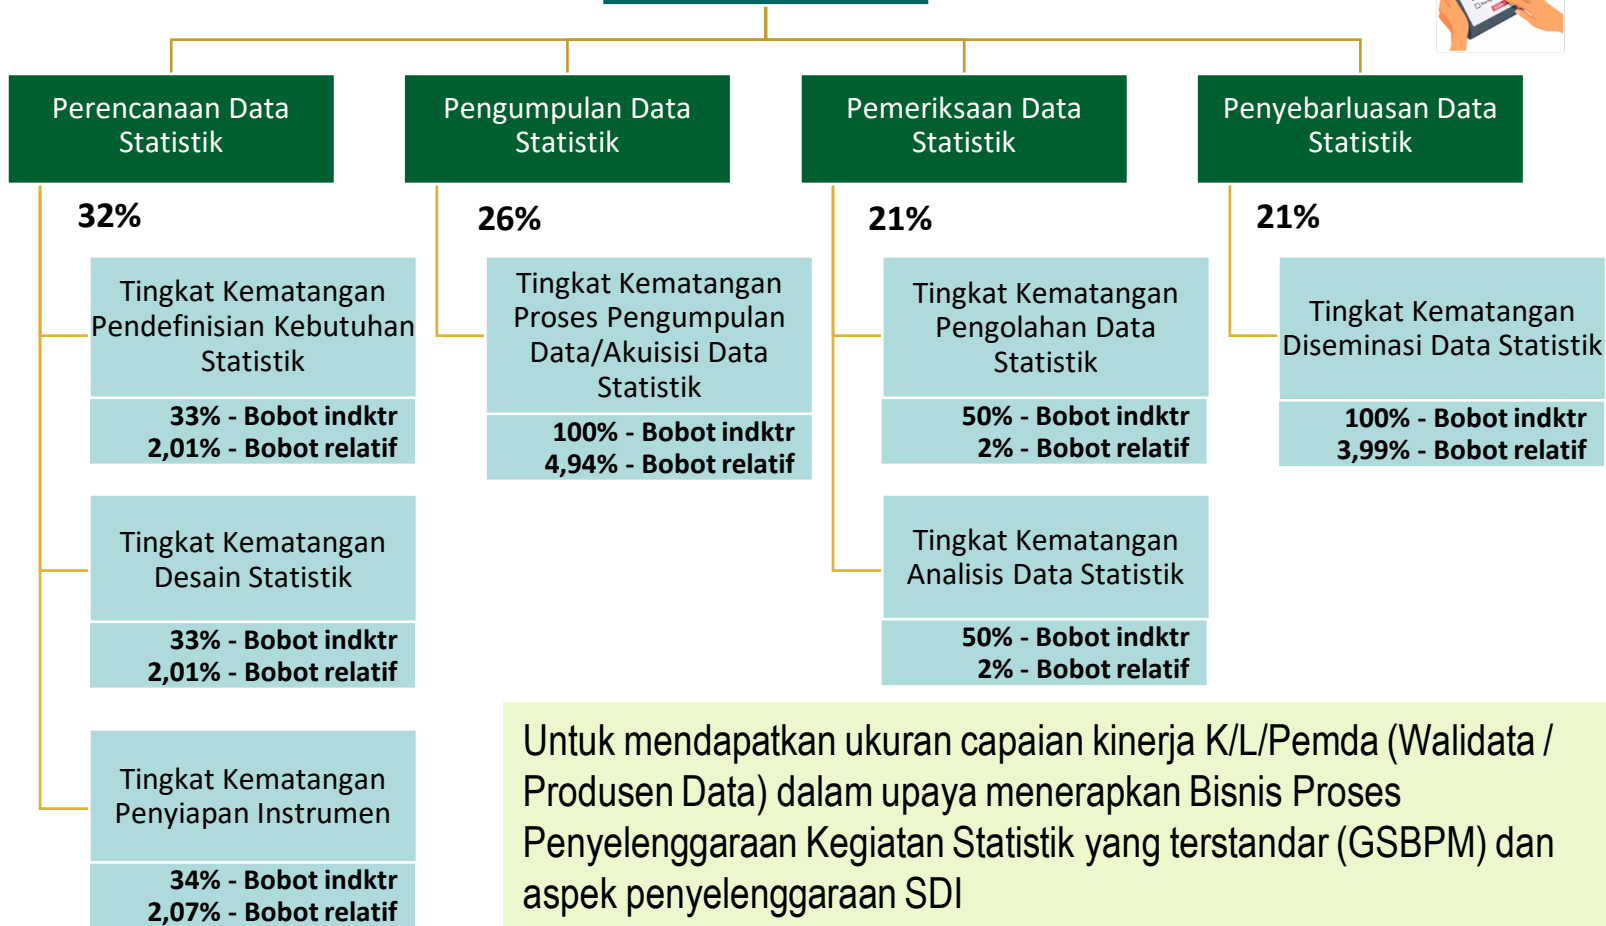 Perencanaan Data
Statistik
32%
Tingkat Kematangan
Pendefinisian Kebutuhan
Statistik
33% - Bobot indktr
2,01% - Bobot relatif
Tingkat Kematangan
Desain Statistik
33% - Bobot indktr
2,01% - Bobot relatif
Tingkat Kematangan
Penyiapan Instrumen
34% - Bobot indktr
2,07% - Bobot relatif
Pengumpulan Data
Statistik
26%
Tingkat Kematangan
Proses Pengumpulan
Data/Akuisisi Data
Statistik
100% - Bobot indktr
4,94% - Bobot relatif
Pemeriksaan Data
Statistik
21%
Tingkat Kematangan
Pengolahan Data
Statistik
50% - Bobot indktr
2% - Bobot relatif
Tingkat Kematangan
Analisis Data Statistik
50% - Bobot indktr
2% - Bobot relatif
Penyebarluasan Data
Statistik
21%
Tingkat Kematangan
Diseminasi Data Statistik
100% - Bobot indktr
3,99% - Bobot relatif
Untuk mendapatkan ukuran capaian kinerja K/L/Pemda (Walidata /
Produsen Data) dalam upaya menerapkan Bisnis Proses
Penyelenggaraan Kegiatan Statistik yang terstandar (GSBPM) dan
aspek penyelenggaraan SDI